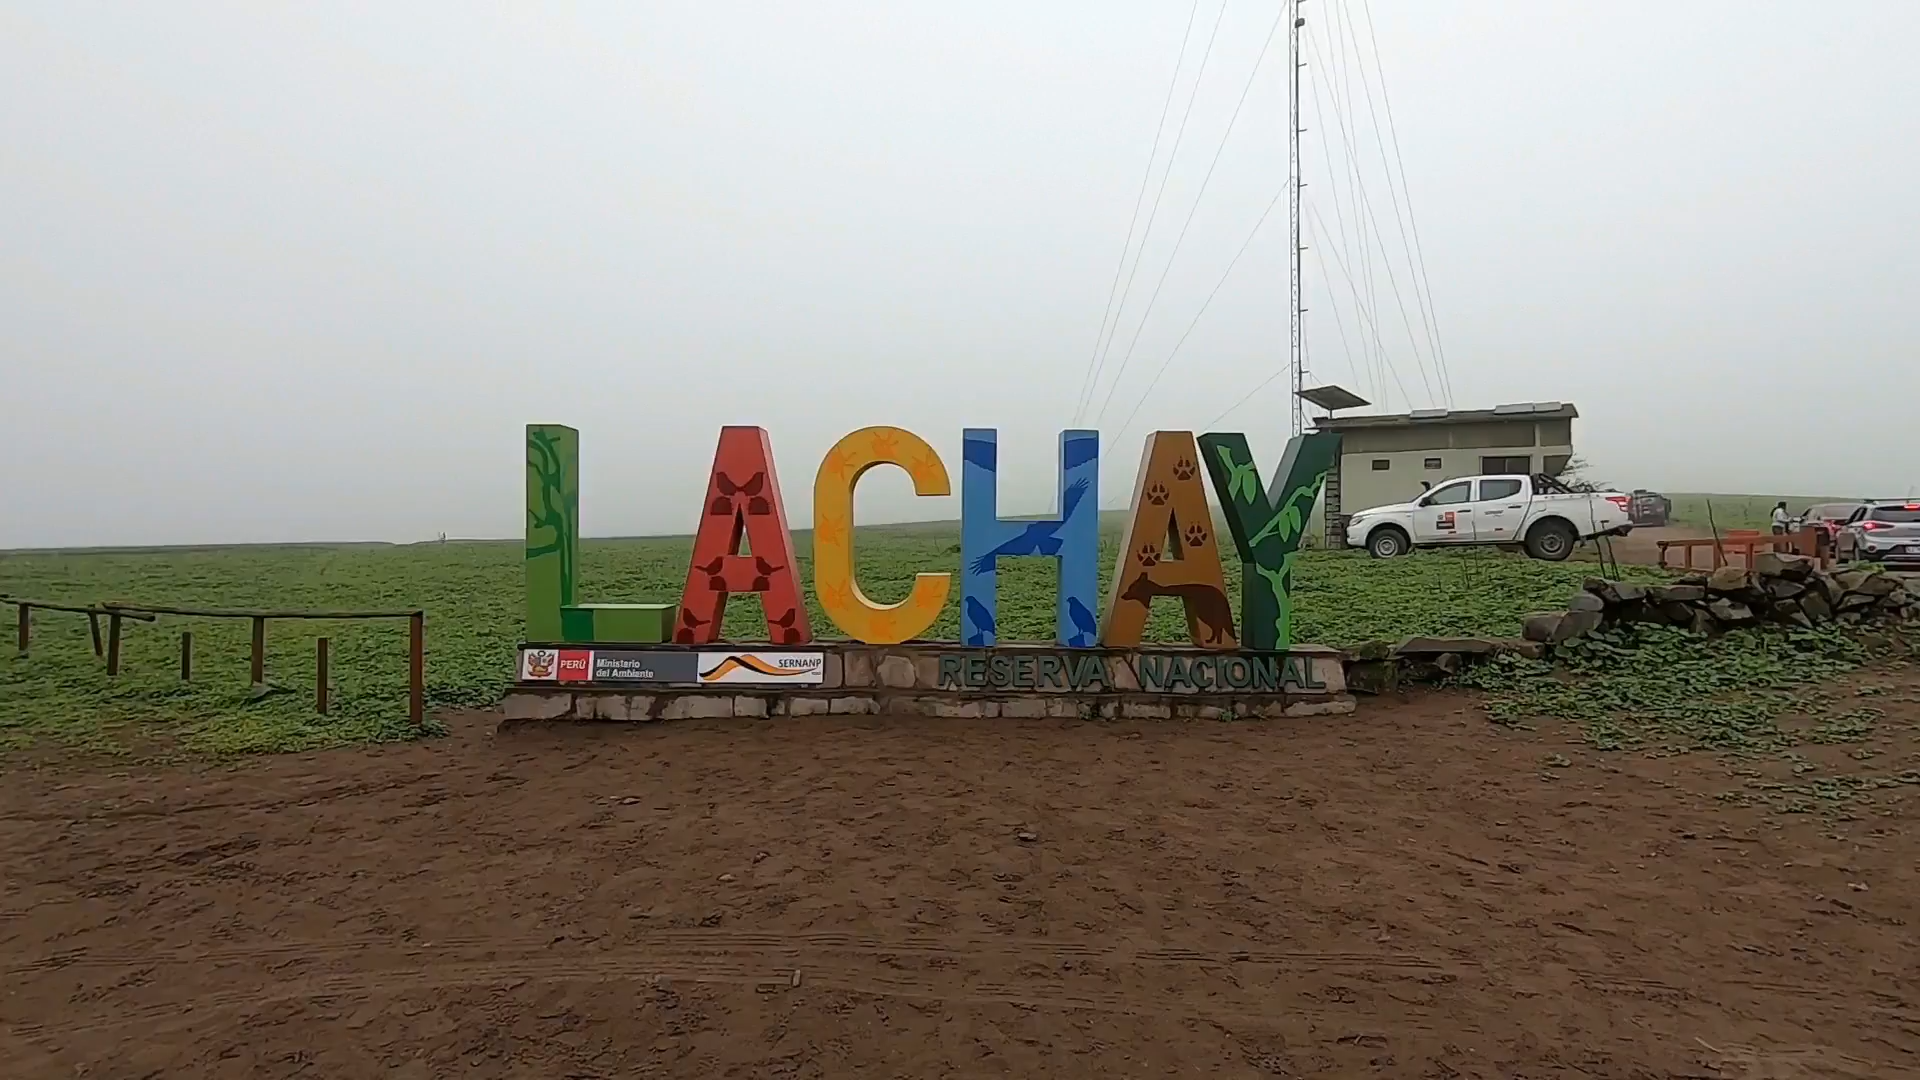 LACHAY
PERÚ
Ministerio
del Ambiente
SERNANP
RESERVA NACIONAL